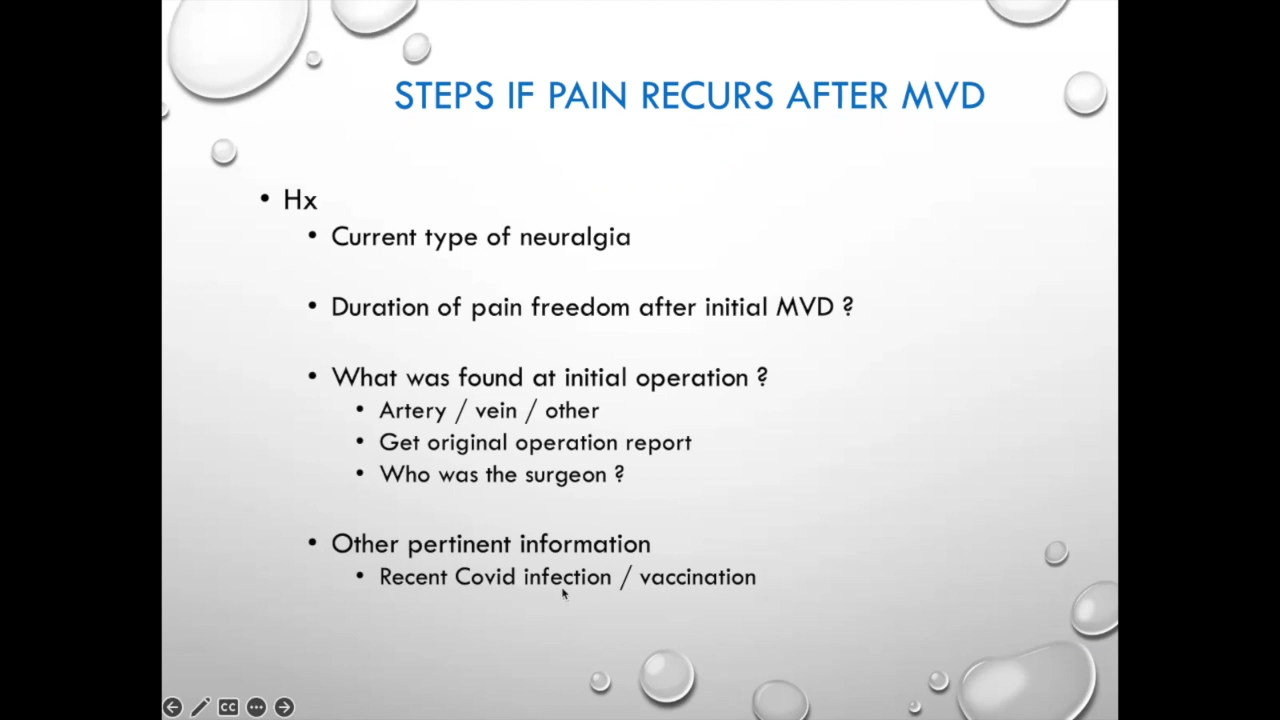 STEPS IF PAIN RECURS AFTER MVD
• Hx
• Current type of neuralgia
• Duration of pain freedom after initial MVD ?
• What was found at initial operation ?
• Artery / vein / other
• Get original operation report
• Who was the surgeon ?
• Other pertinent information
• Recent Covid infection / vaccination
CC